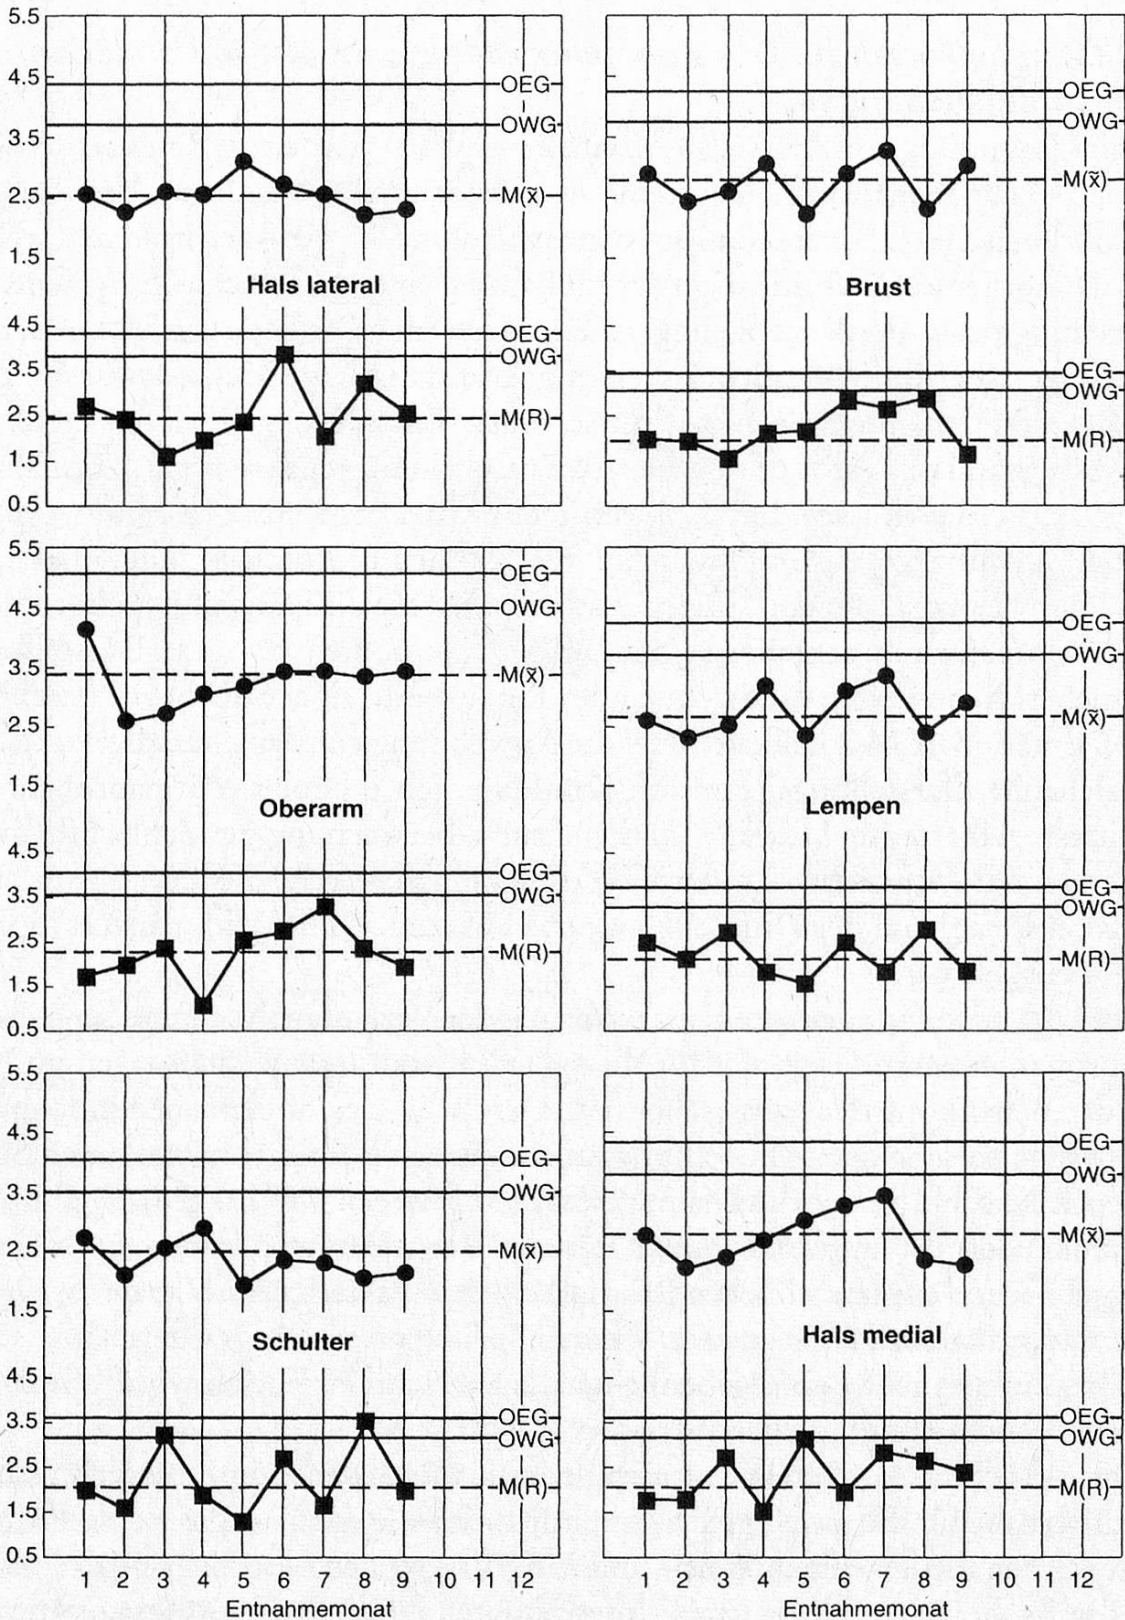 5.5
4.5
OEG
OEG
3.5
OWG
OWG
2.5
M(x̃)
M(x̃)
1.5
Hals lateral
Brust
4.5
OEG
OWG
3.5
OEG
OWG
2.5
M(R)
M(R)
1.5
0.5
5.5
OEG
4.5
OWG
OEG
3.5
OWG
M(x̃)
2.5
M(x̃)
1.5
Oberarm
Lempen
4.5
OEG
OEG
3.5
OWG
OWG
2.5
M(R)
M(R)
1.5
0.5
5.5
4.5
OEG
OEG
OWG
3.5
OWG
2.5
M(x̃)
M(x̃)
1.5
Schulter
Hals medial
4.5
3.5
OEG
OEG
OWG
OWG
2.5
M(R)
M(R)
1.5
0.5
1 2 3 4 5 6 7 8 9 10 11 12
1 2 3 4 5 6 7 8 9 10 11 12
Entnahmemonat
Entnahmemonat